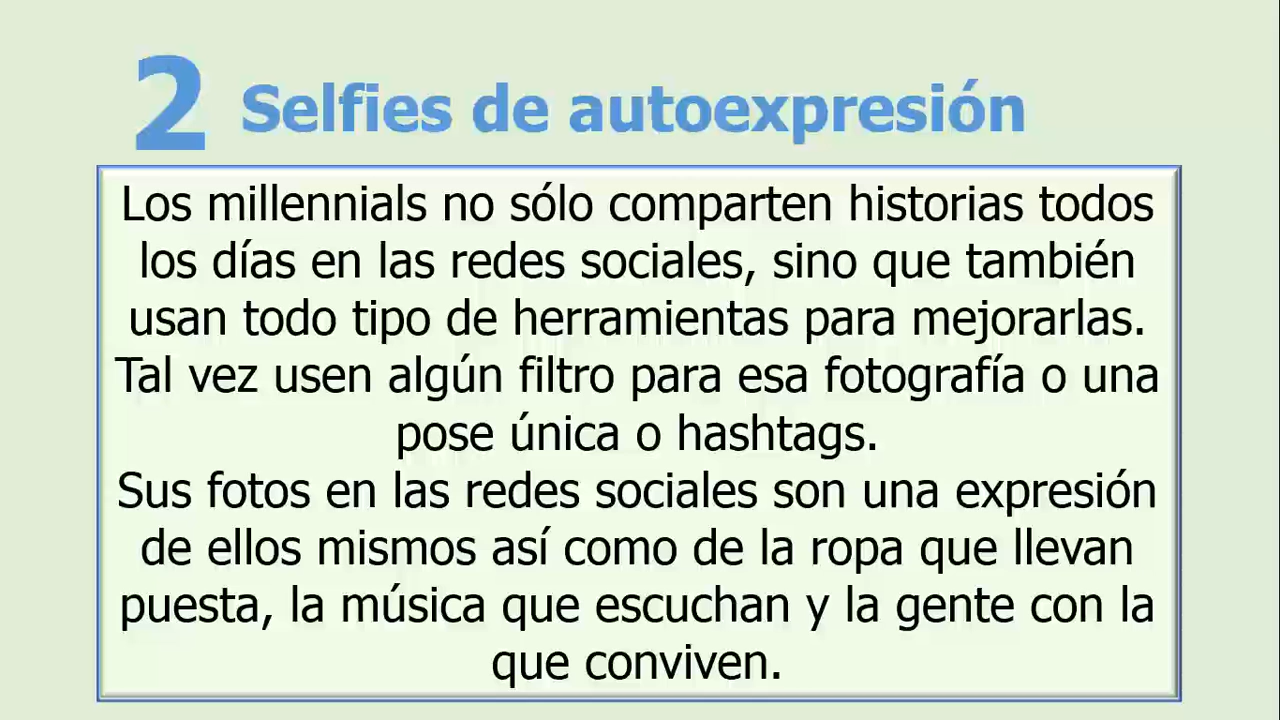 2 Selfies de autoexpresión
Los millennials no sólo comparten historias todos
los días en las redes sociales, sino que también
usan todo tipo de herramientas para mejorarlas.
Tal vez usen algún filtro para esa fotografía o una
pose única o hashtags.
Sus fotos en las redes sociales son una expresión
de ellos mismos así como de la ropa que llevan
puesta, la música que escuchan y la gente con la
que conviven.